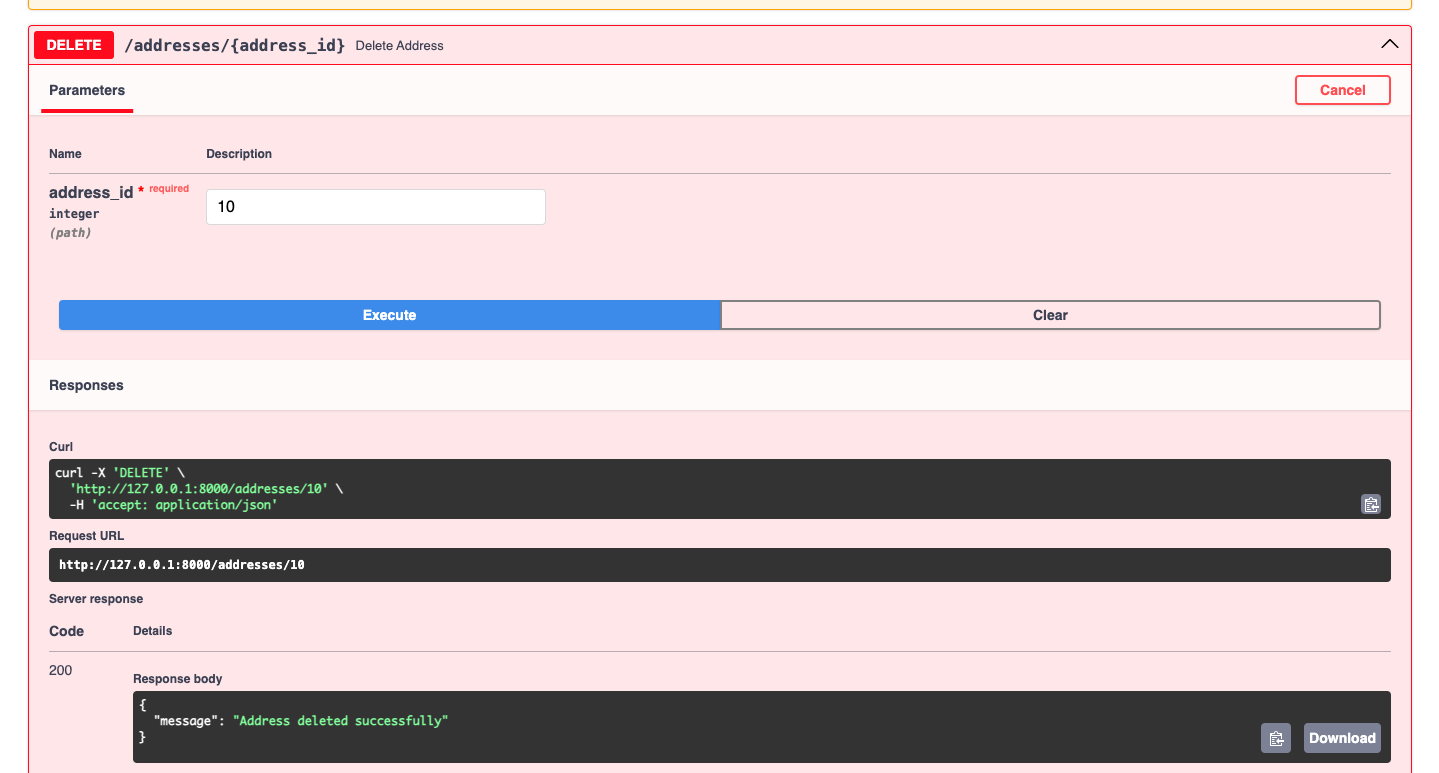 DELETE /addresses/{address_id} Delete Address
Parameters Cancel
Name Description
address_id * required
10
integer
(path)
Execute Clear
Responses
Curl
curl -X 'DELETE' \
'http://127.0.0.1:8000/addresses/10' \
-H 'accept: application/json'
Request URL
http://127.0.0.1:8000/addresses/10
Server response
Code Details
200
Response body
{
"message": "Address deleted successfully"
}
Download